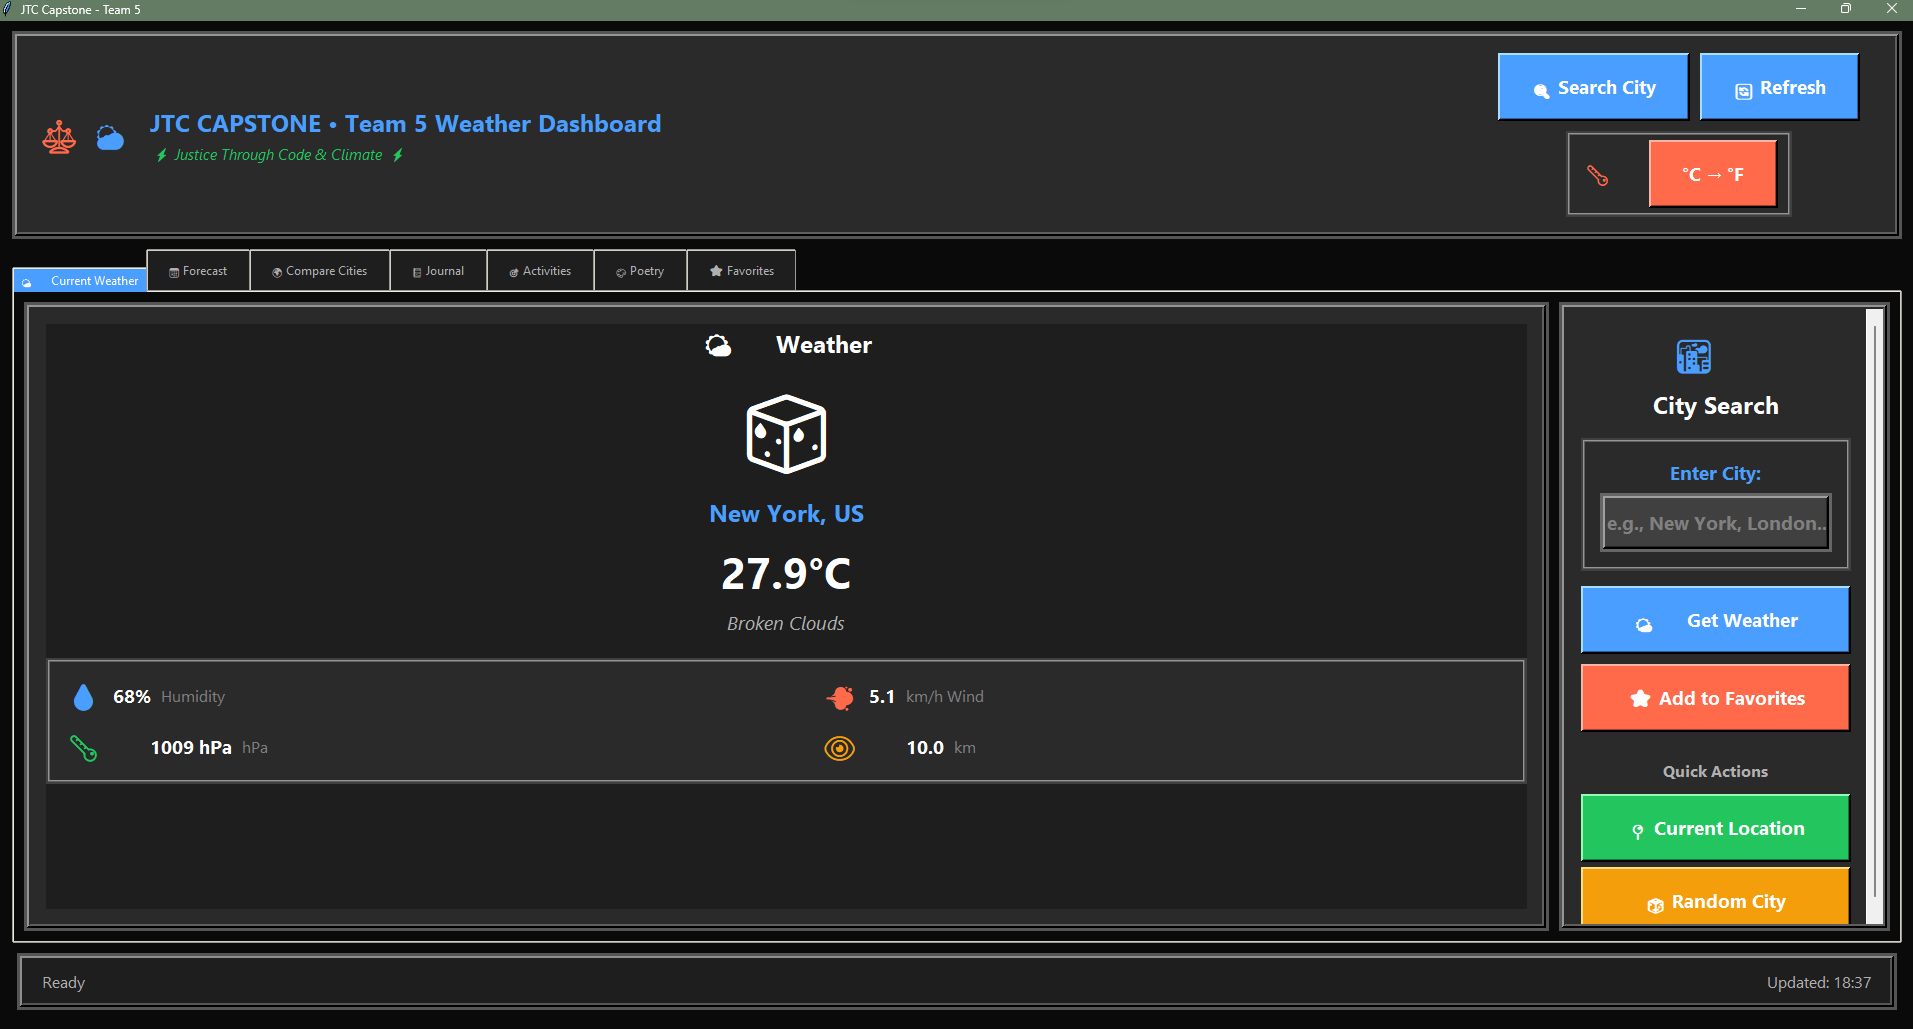 JTC Capstone - Team 5
JTC CAPSTONE • Team 5 Weather Dashboard
Justice Through Code & Climate
Search City
Refresh
°C → °F
Current Weather
Forecast
Compare Cities
Journal
Activities
Poetry
Favorites
Weather
New York, US
27.9°C
Broken Clouds
68% Humidity
5.1 km/h Wind
1009 hPa hPa
10.0 km
City Search
Enter City:
e.g., New York, London..
Get Weather
Add to Favorites
Quick Actions
Current Location
Random City
Ready
Updated: 18:37